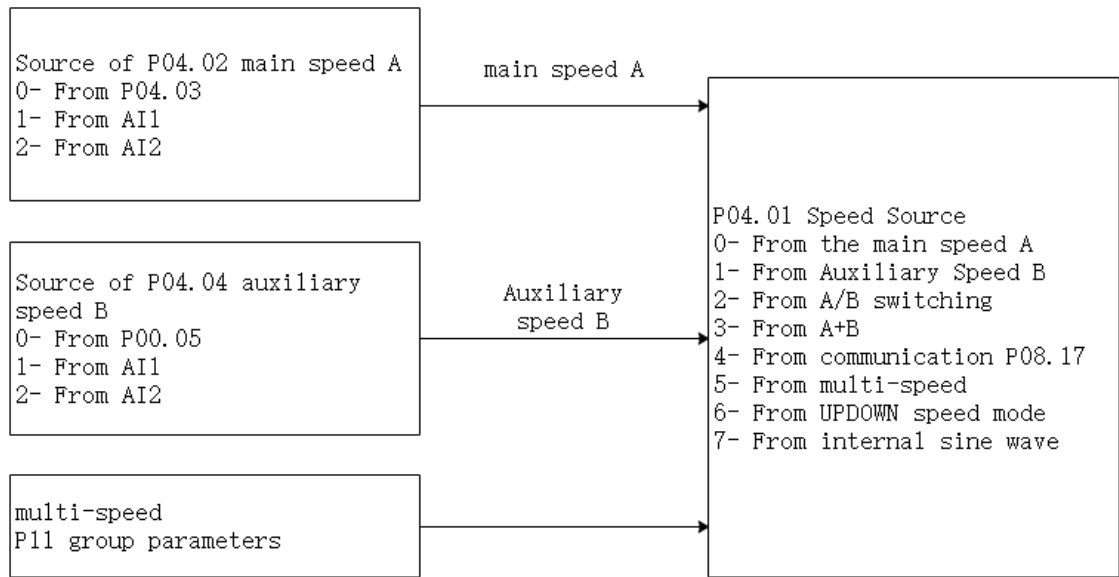 Source of P04.02 main speed A
0- From P04.03
1- From AI1
2- From AI2
main speed A
Source of P04.04 auxiliary
speed B
0- From P00.05
1- From AI1
2- From AI2
Auxiliary
speed B
multi-speed
P11 group parameters
P04.01 Speed Source
0- From the main speed A
1- From Auxiliary Speed B
2- From A/B switching
3- From A+B
4- From communication P08.17
5- From multi-speed
6- From UPDOWN speed mode
7- From internal sine wave